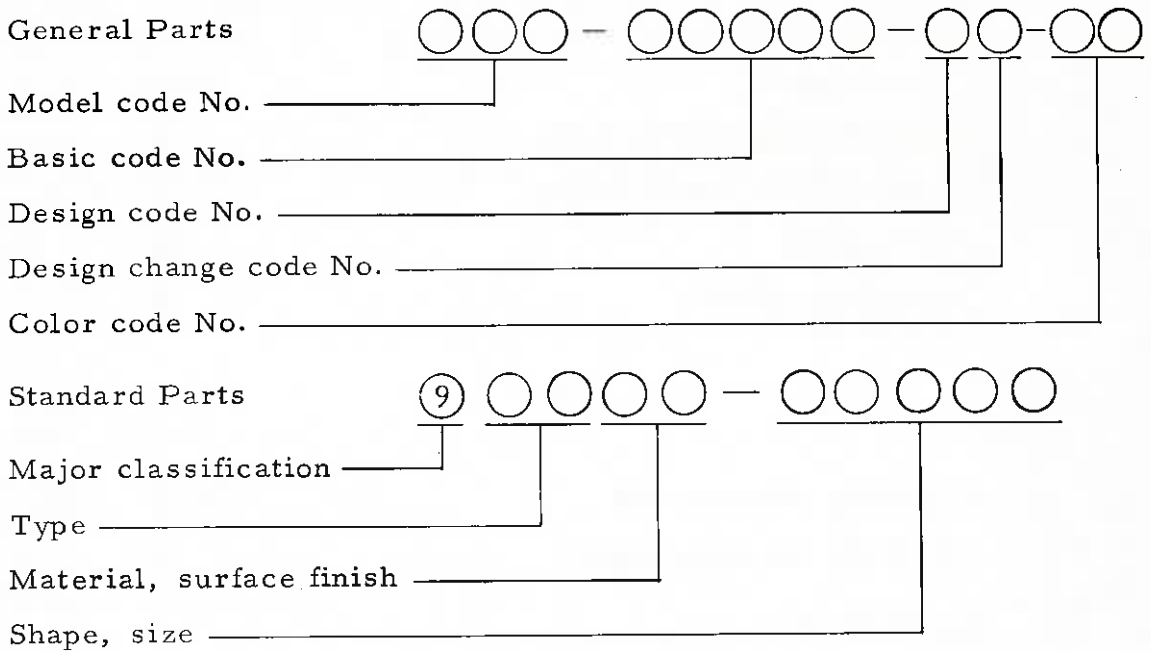 General Parts
Model code No.
Basic code No.
Design code No.
Design change code No.
Color code No.
Standard Parts 9
Major classification
Type
Material, surface finish
Shape, size